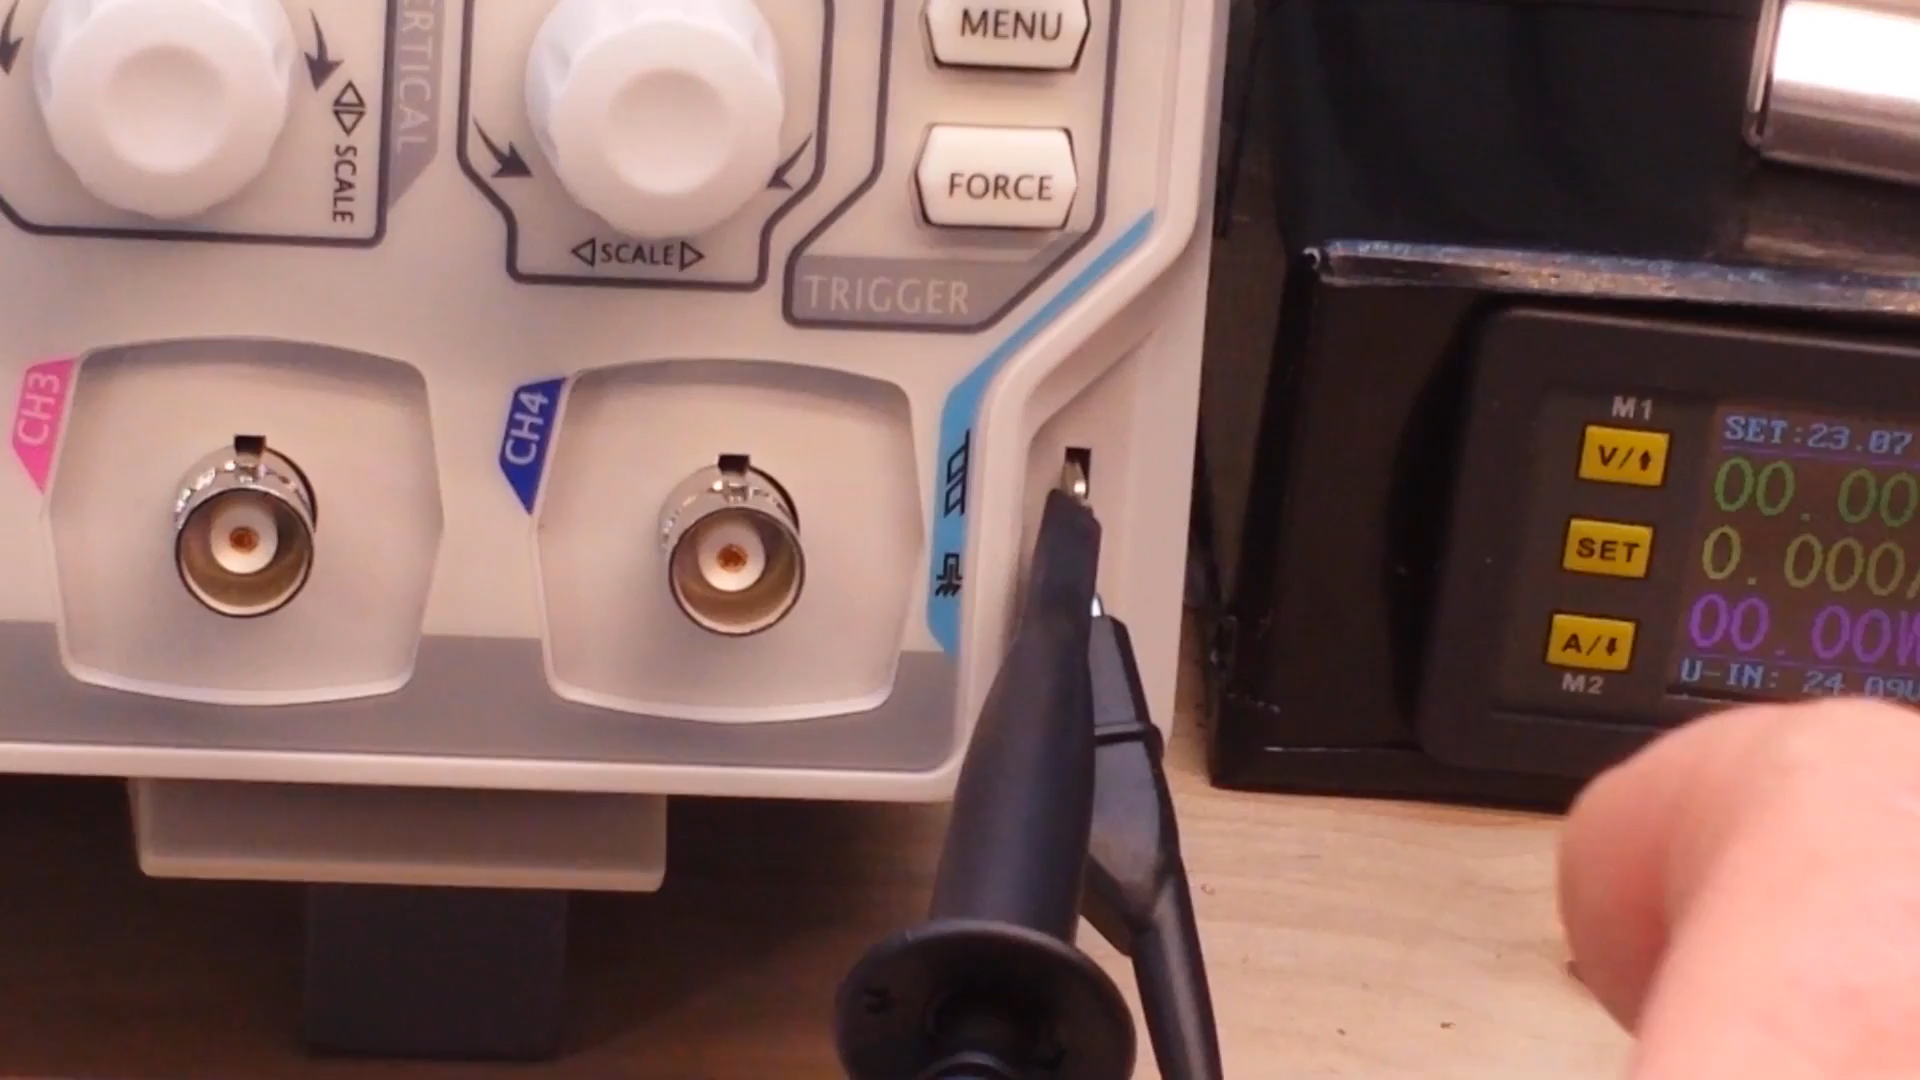 MENU
FORCE
ERTICAL
SCALE
SCALE
TRIGGER
CH3
CH4
M1
V/
SET
A/
M2
SET:23.07
00.00
0.000A
00.00W
U-IN: 24.09V